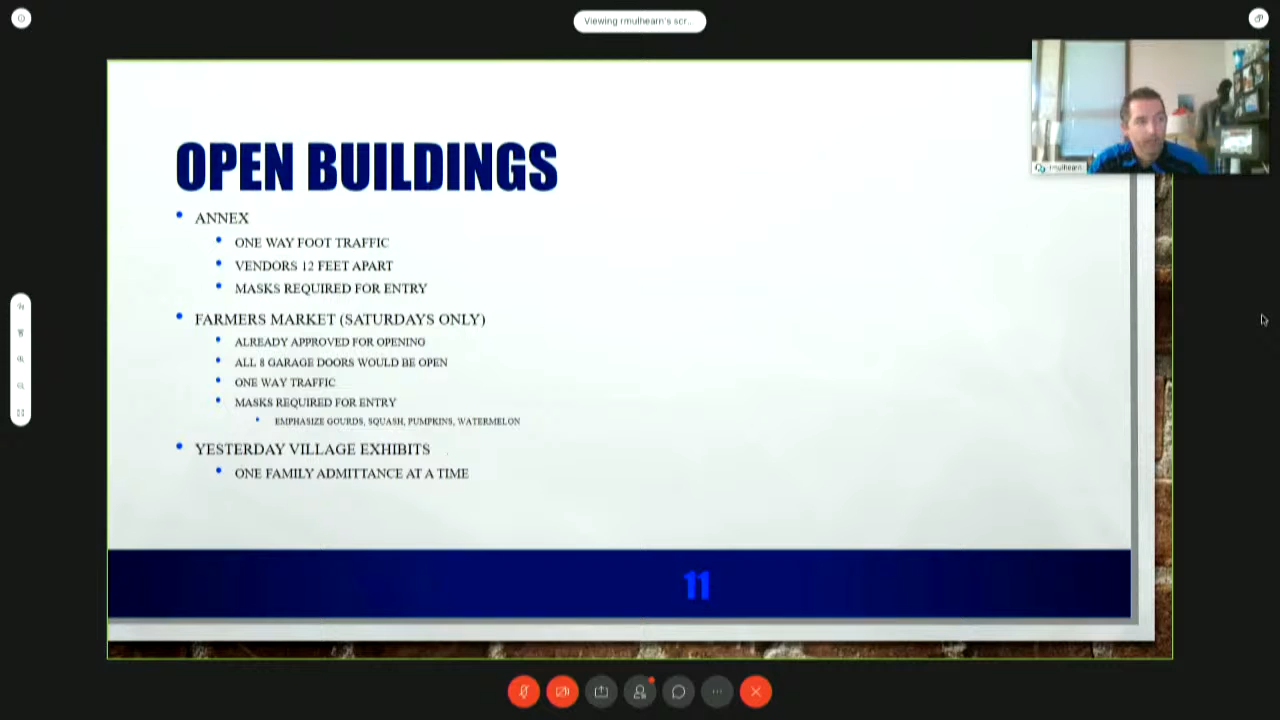 Viewing rmulhearn's scr...
rmulhearn
OPEN BUILDINGS
• ANNEX
• ONE WAY FOOT TRAFFIC
• VENDORS 12 FEET APART
• MASKS REQUIRED FOR ENTRY
• FARMERS MARKET (SATURDAYS ONLY)
• ALREADY APPROVED FOR OPENING
• ALL 8 GARAGE DOORS WOULD BE OPEN
• ONE WAY TRAFFIC
• MASKS REQUIRED FOR ENTRY
• EMPHASIZE GOURDS, SQUASH, PUMPKINS, WATERMELON
• YESTERDAY VILLAGE EXHIBITS
• ONE FAMILY ADMITTANCE AT A TIME
11